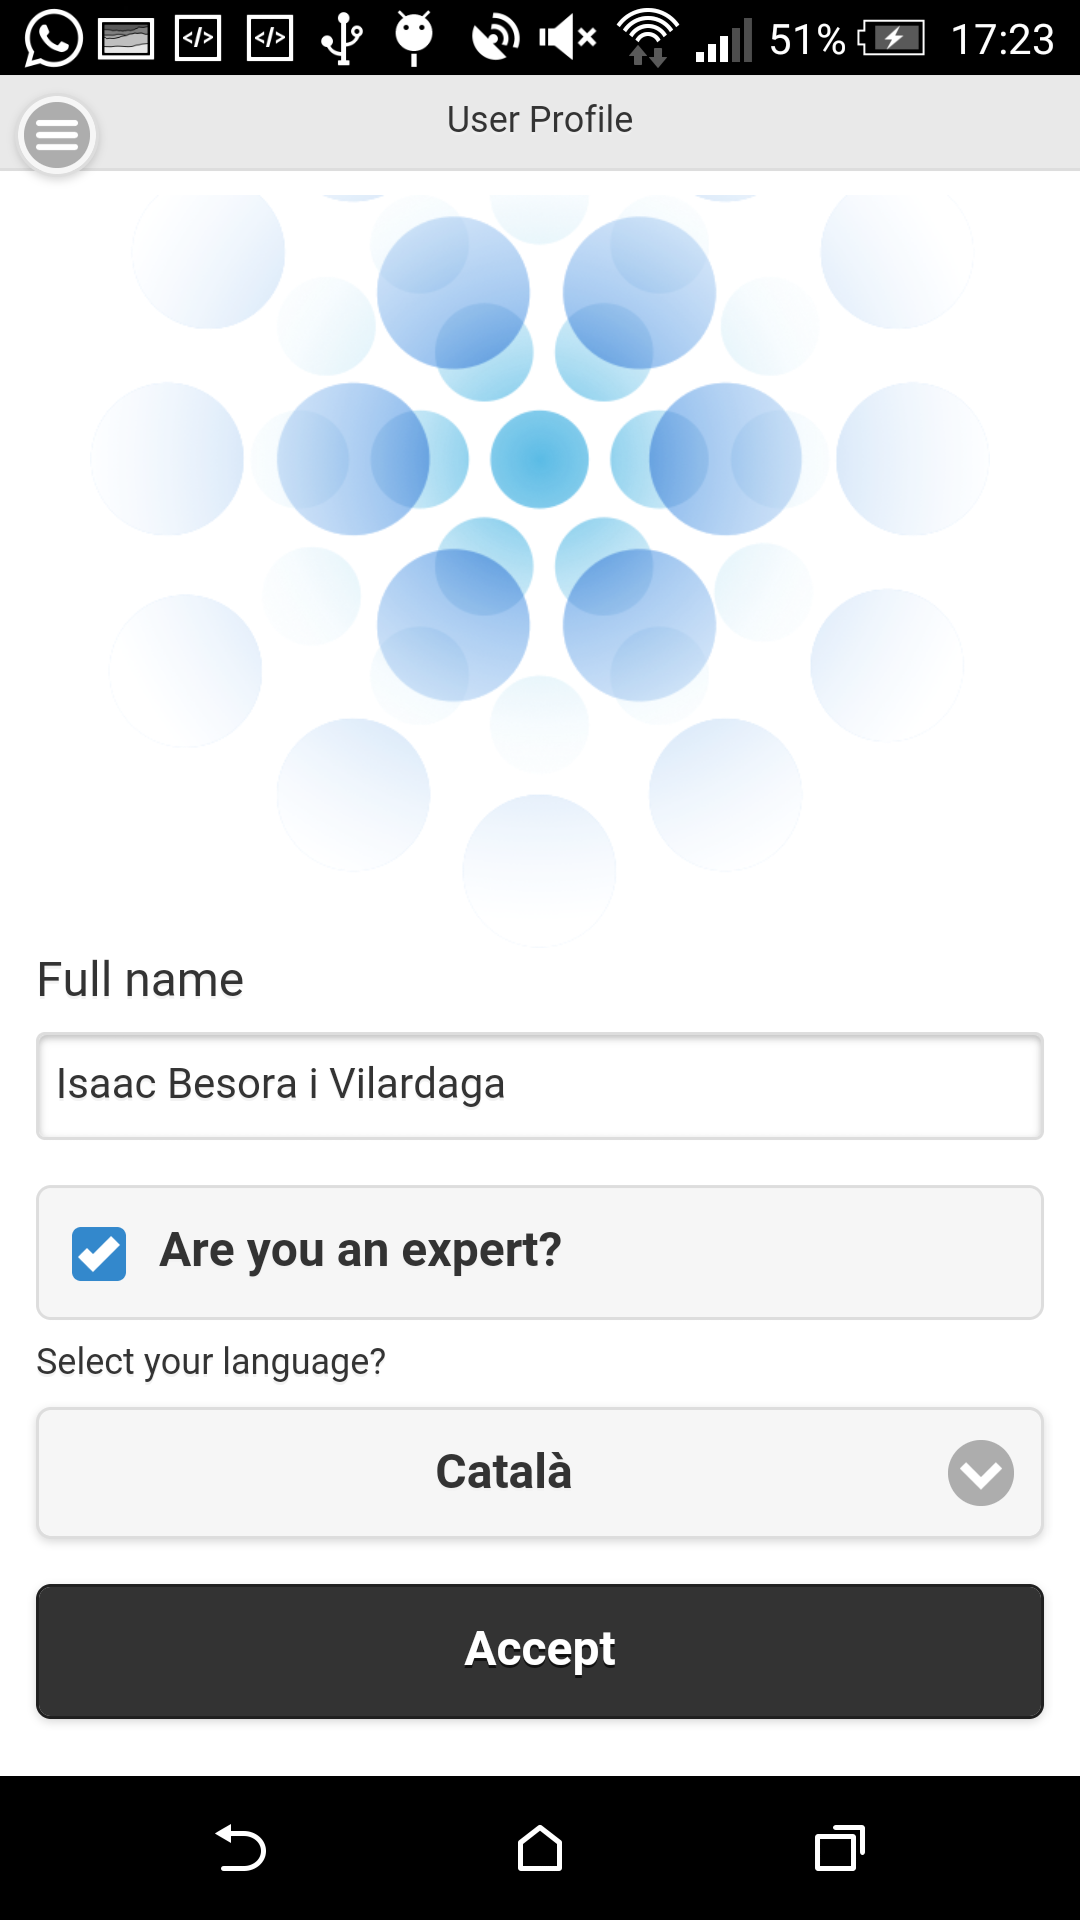 51% 17:23
User Profile
Full name
Isaac Besora i Vilardaga
Are you an expert?
Select your language?
Català
Accept